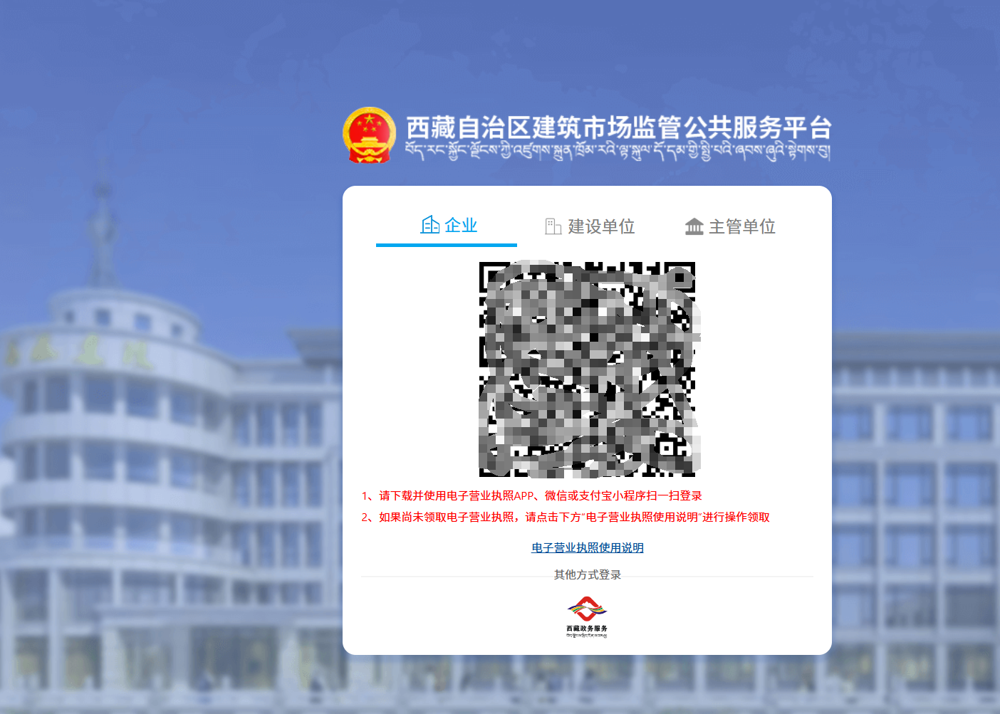 西藏自治区建筑市场监管公共服务平台
བོད་རང་སྐྱོང་ལྗོངས་ཀྱི་འཛུགས་སྐྲུན་ཁྲོམ་རའི་ལྟ་སྐུལ་དོ་དམ་གྱི་སྤྱི་པའི་ཞབས་ཞུའི་སྟེགས་བུ།
企业
建设单位
主管单位
1、请下载并使用电子营业执照APP、微信或支付宝小程序扫一扫登录
2、如果尚未领取电子营业执照，请点击下方“电子营业执照使用说明”进行操作领取
电子营业执照使用说明
其他方式登录
西藏政务服务